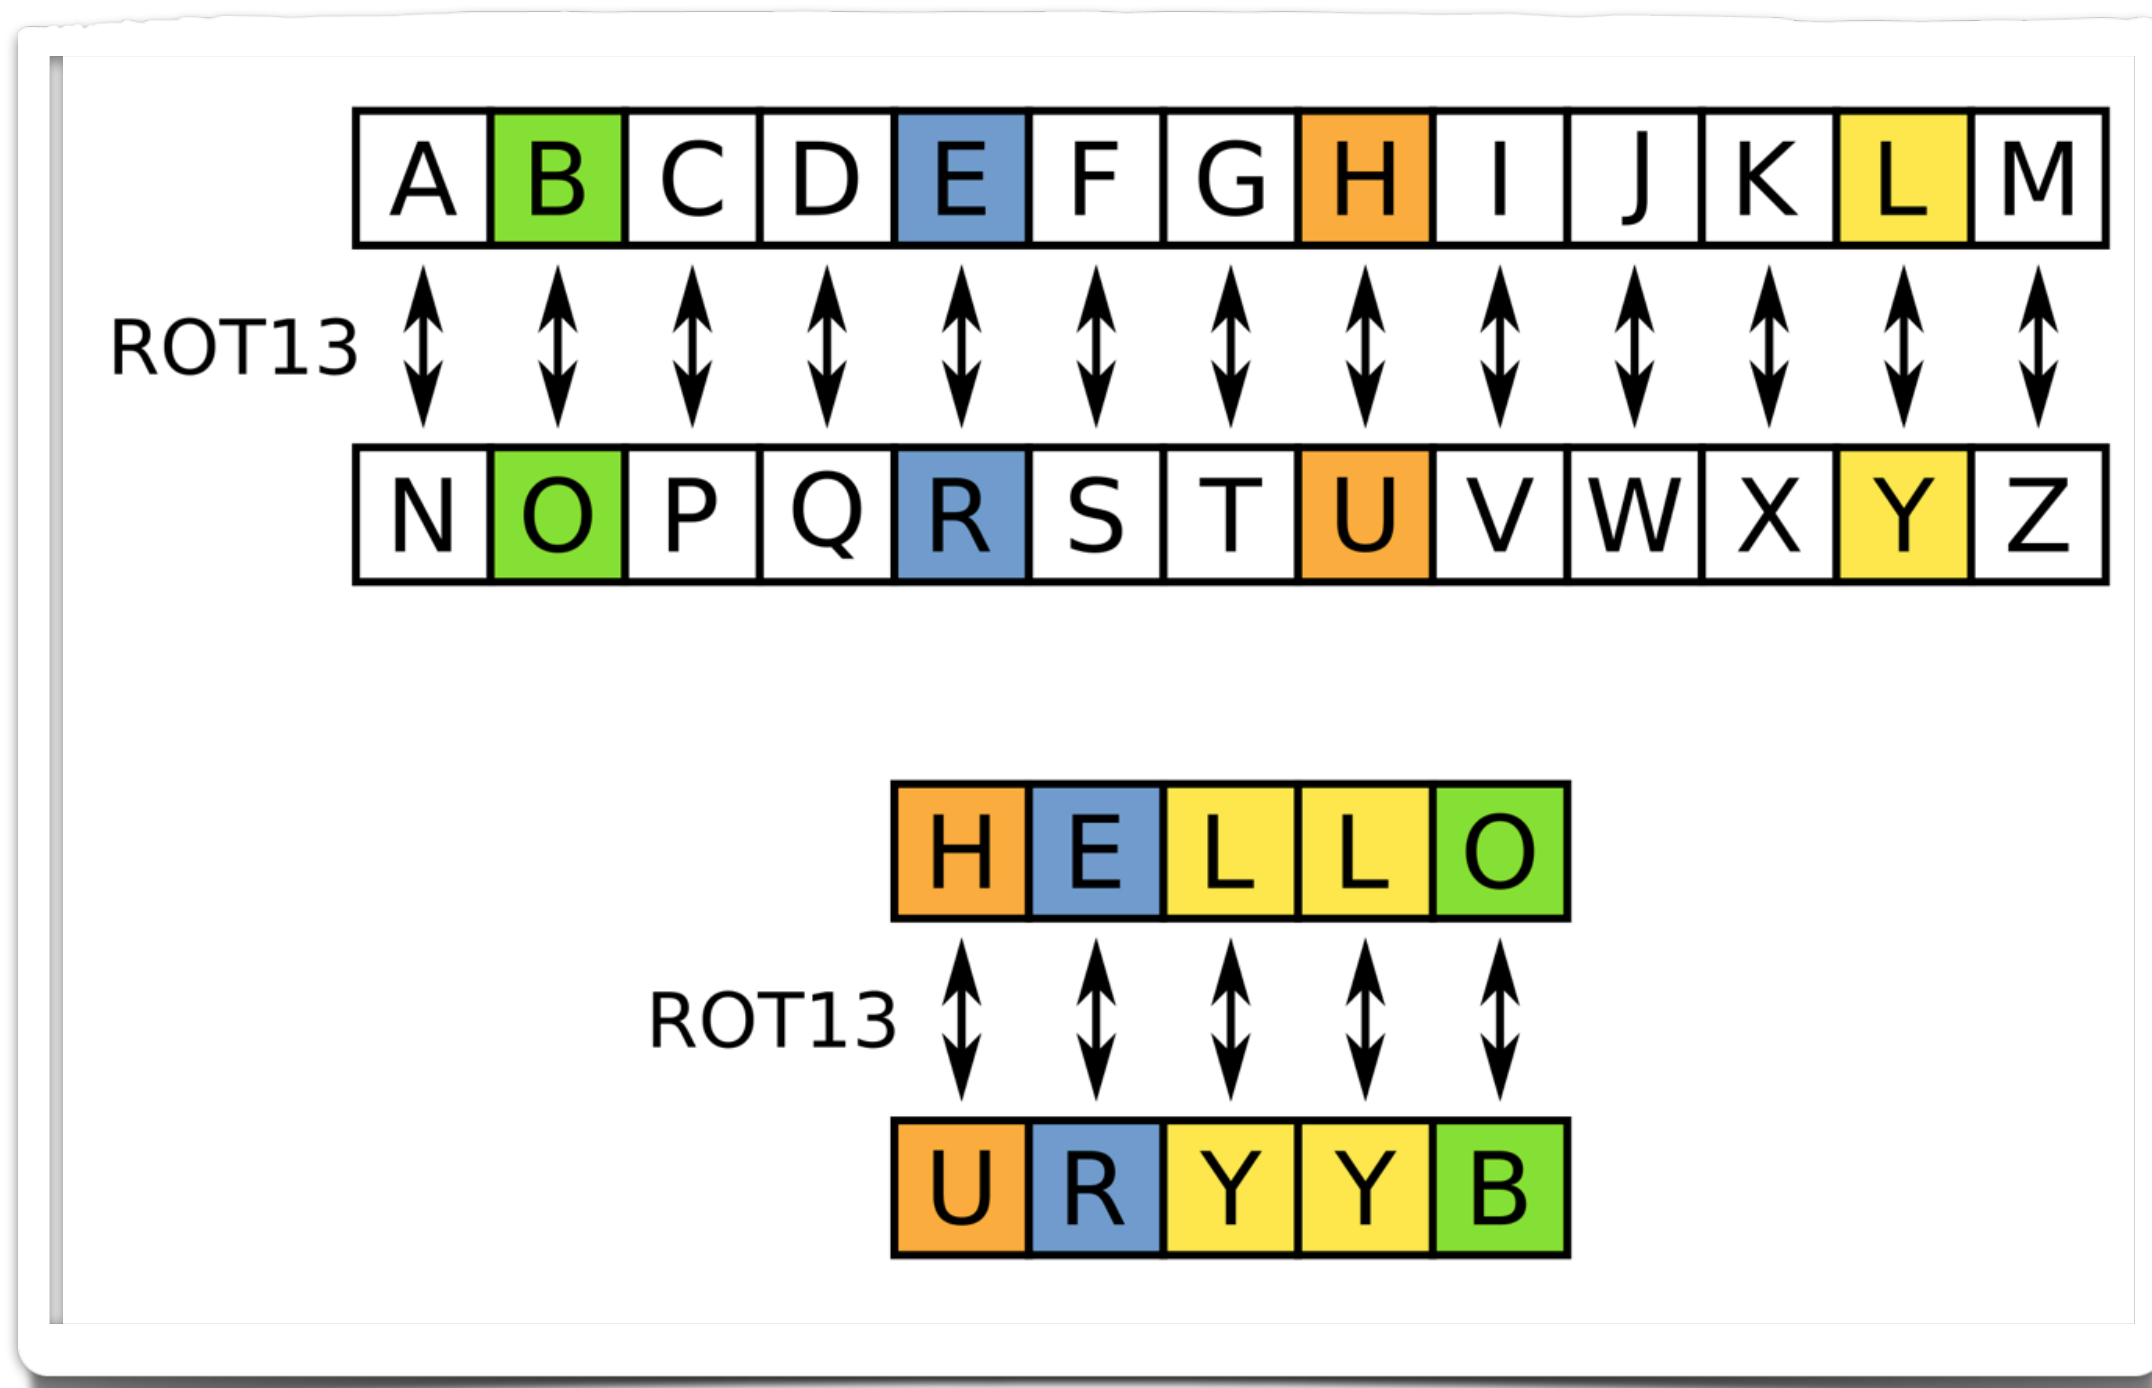 A B C D E F G H I J K L M
ROT13
N O P Q R S T U V W X Y Z
H E L L O
ROT13
U R Y Y B